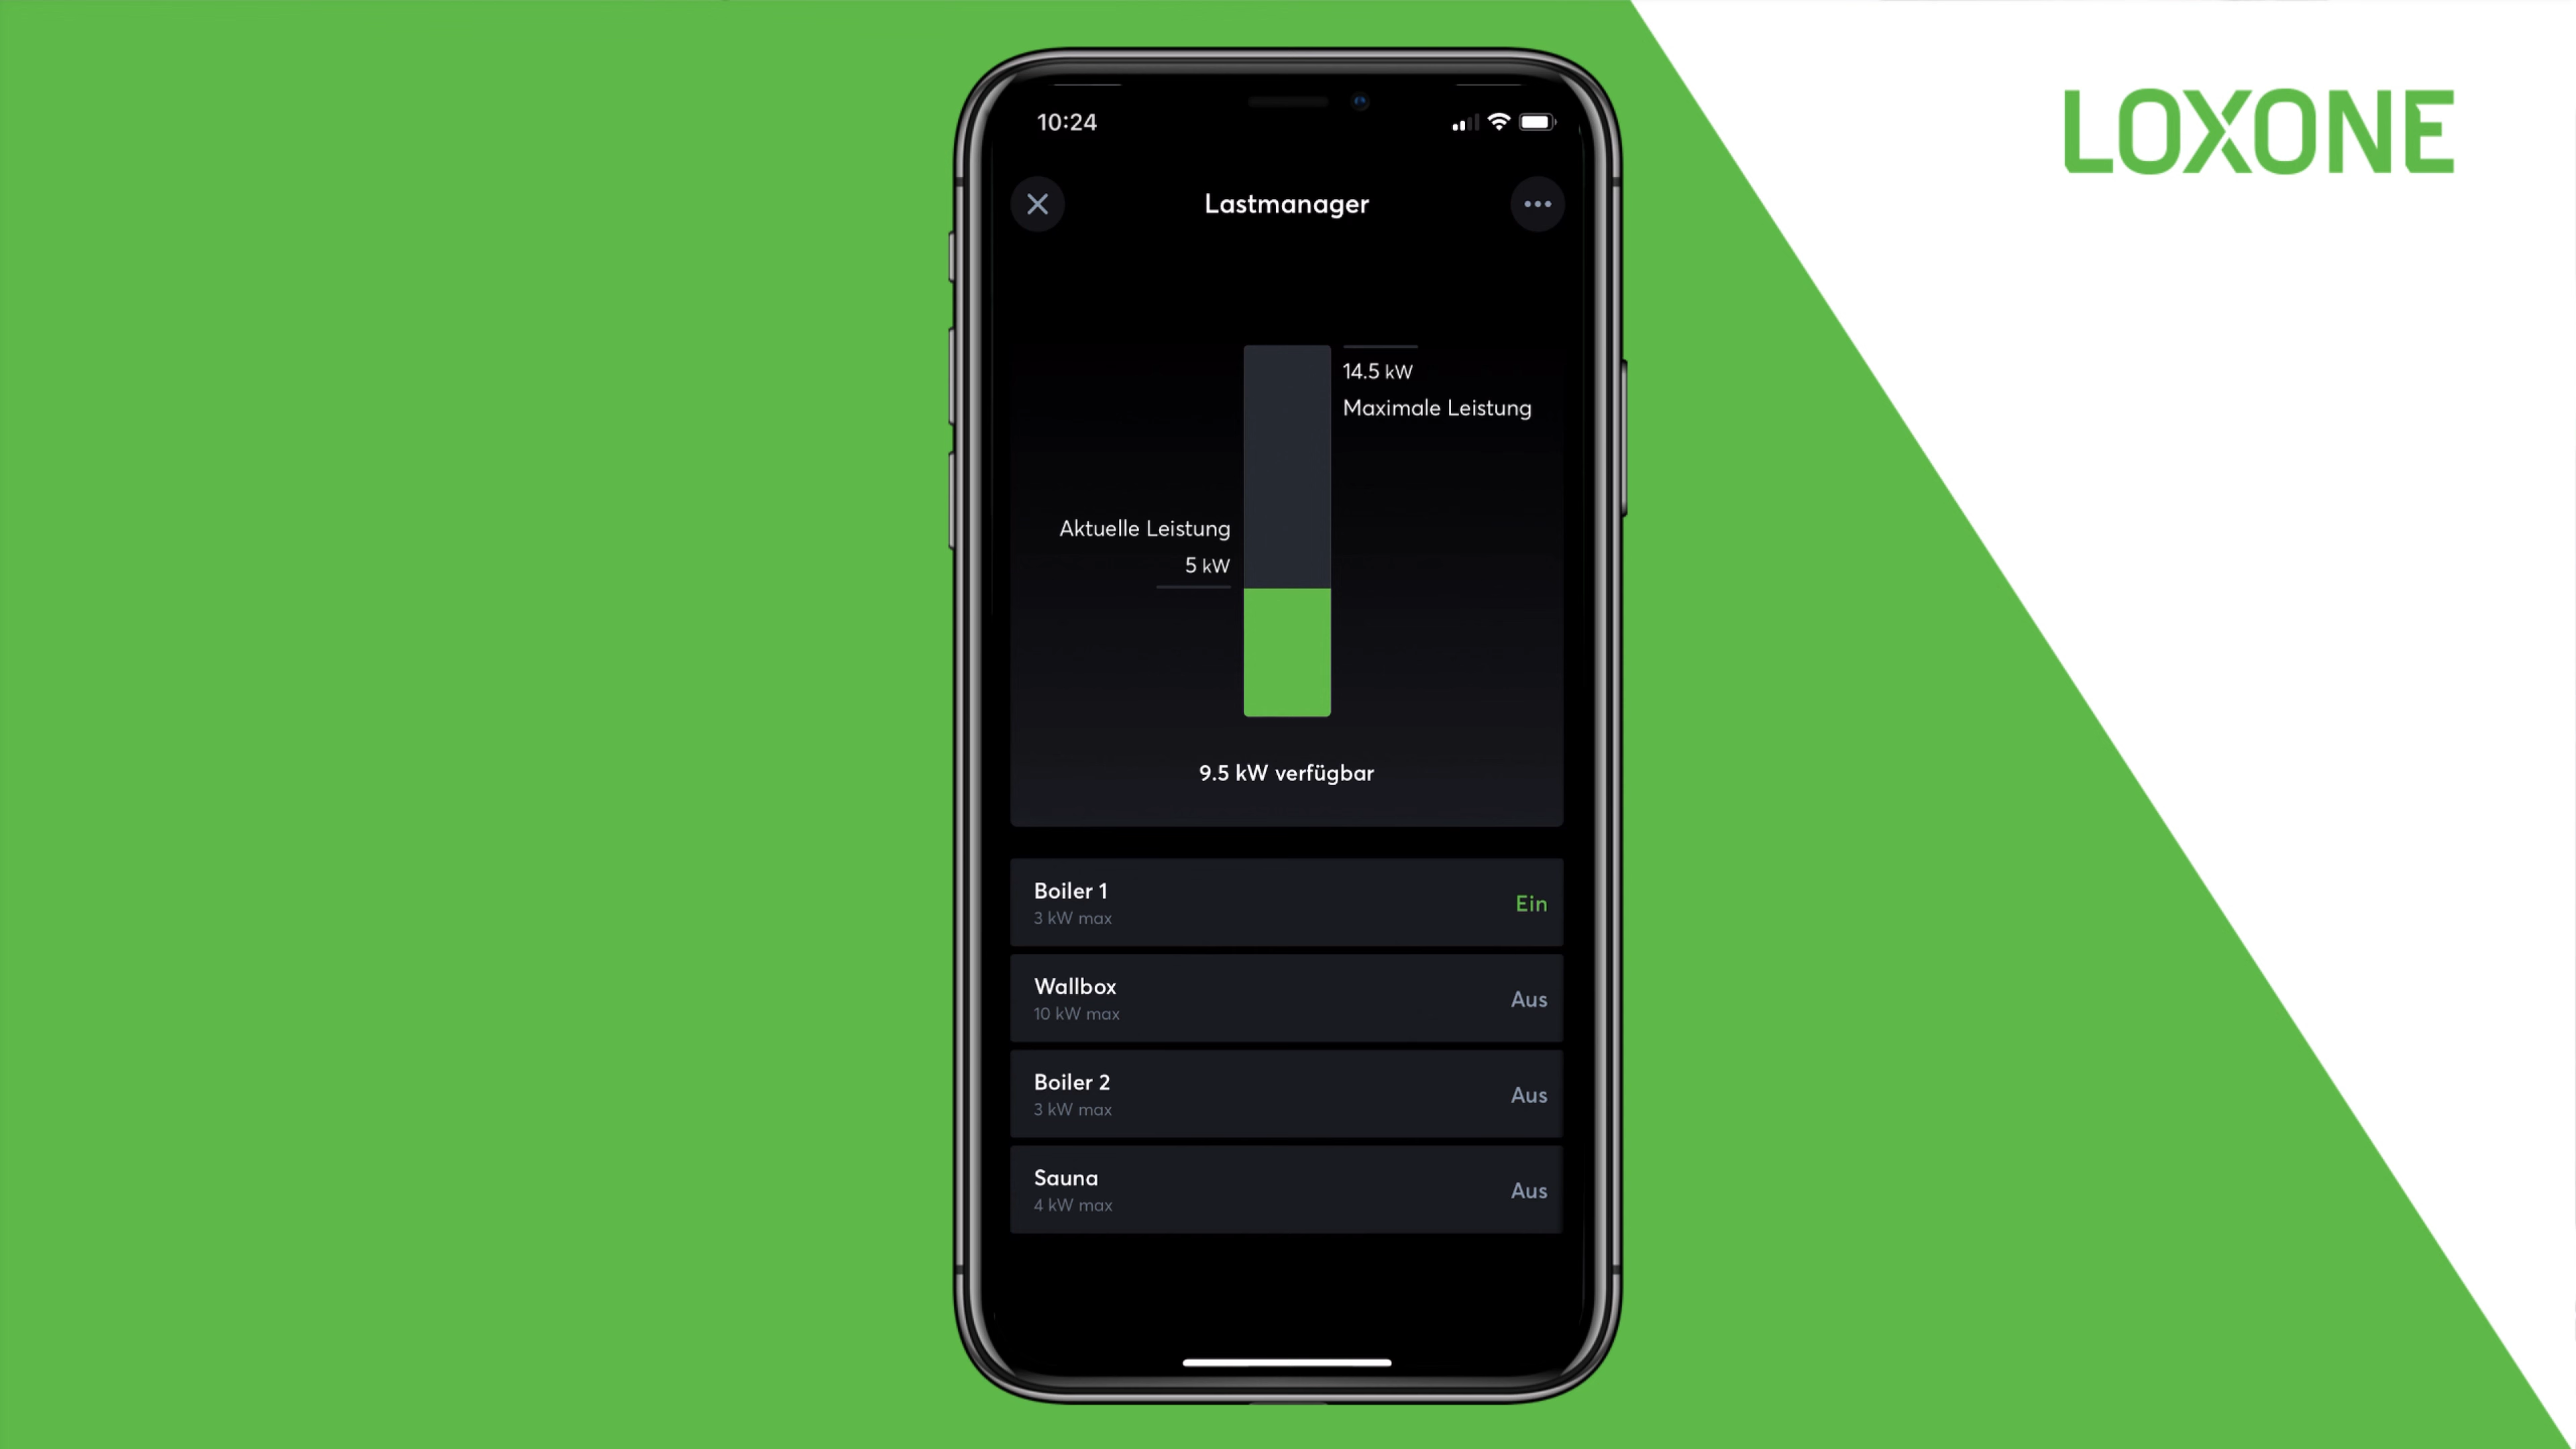 LOXONE
10:24
Lastmanager
14.5 kW
Maximale Leistung
Aktuelle Leistung
5 kW
9.5 kW verfügbar
Boiler 1
3 kW max
Ein
Wallbox
10 kW max
Aus
Boiler 2
3 kW max
Aus
Sauna
4 kW max
Aus